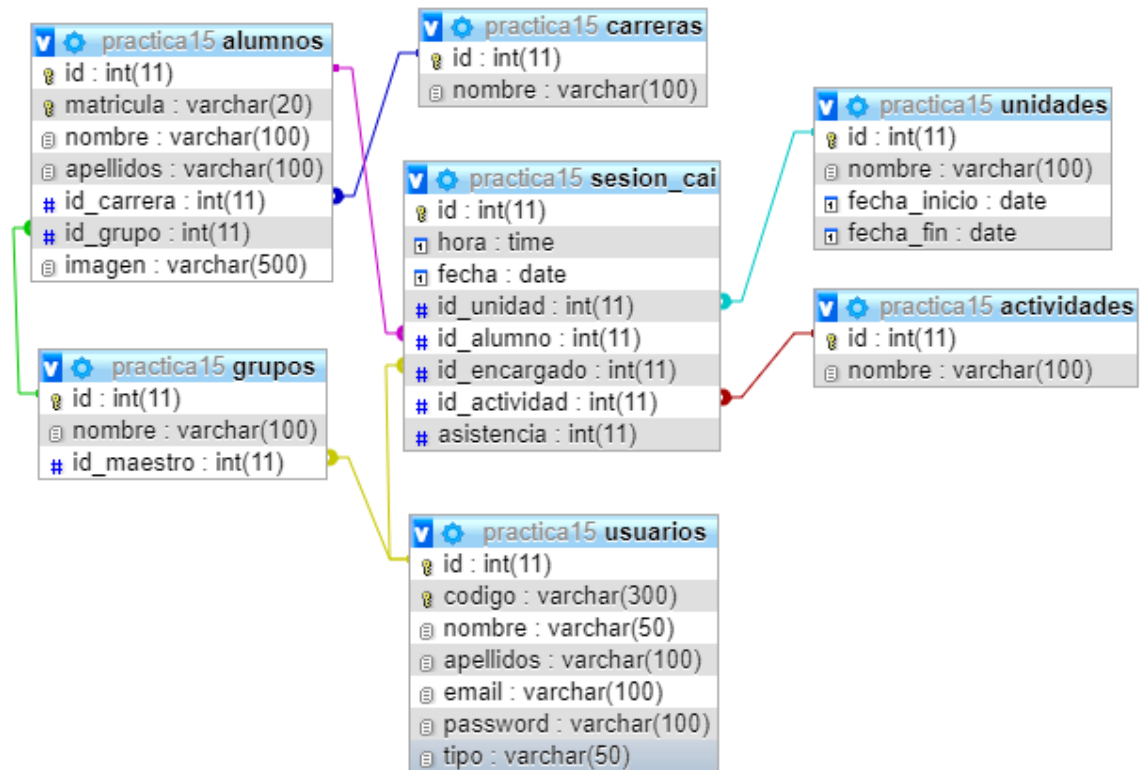 practica15 alumnos
id : int(11)
matricula : varchar(20)
nombre : varchar(100)
apellidos : varchar(100)
# id_carrera : int(11)
# id_grupo : int(11)
imagen : varchar(500)
practica15 carreras
id : int(11)
nombre : varchar(100)
practica15 unidades
id : int(11)
nombre : varchar(100)
fecha_inicio : date
fecha_fin : date
practica15 sesion_cai
id : int(11)
hora : time
fecha : date
# id_unidad : int(11)
# id_alumno : int(11)
# id_encargado : int(11)
# id_actividad : int(11)
# asistencia : int(11)
practica15 actividades
id : int(11)
nombre : varchar(100)
practica15 grupos
id : int(11)
nombre : varchar(100)
# id_maestro : int(11)
practica15 usuarios
id : int(11)
codigo : varchar(300)
nombre : varchar(50)
apellidos : varchar(100)
email : varchar(100)
password : varchar(100)
tipo : varchar(50)